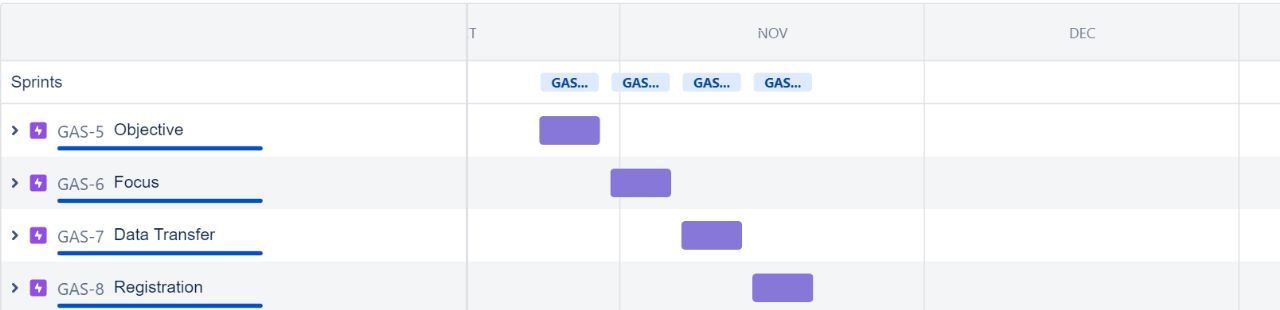 T NOV DEC
Sprints GAS... GAS... GAS... GAS...
GAS-5 Objective
GAS-6 Focus
GAS-7 Data Transfer
GAS-8 Registration